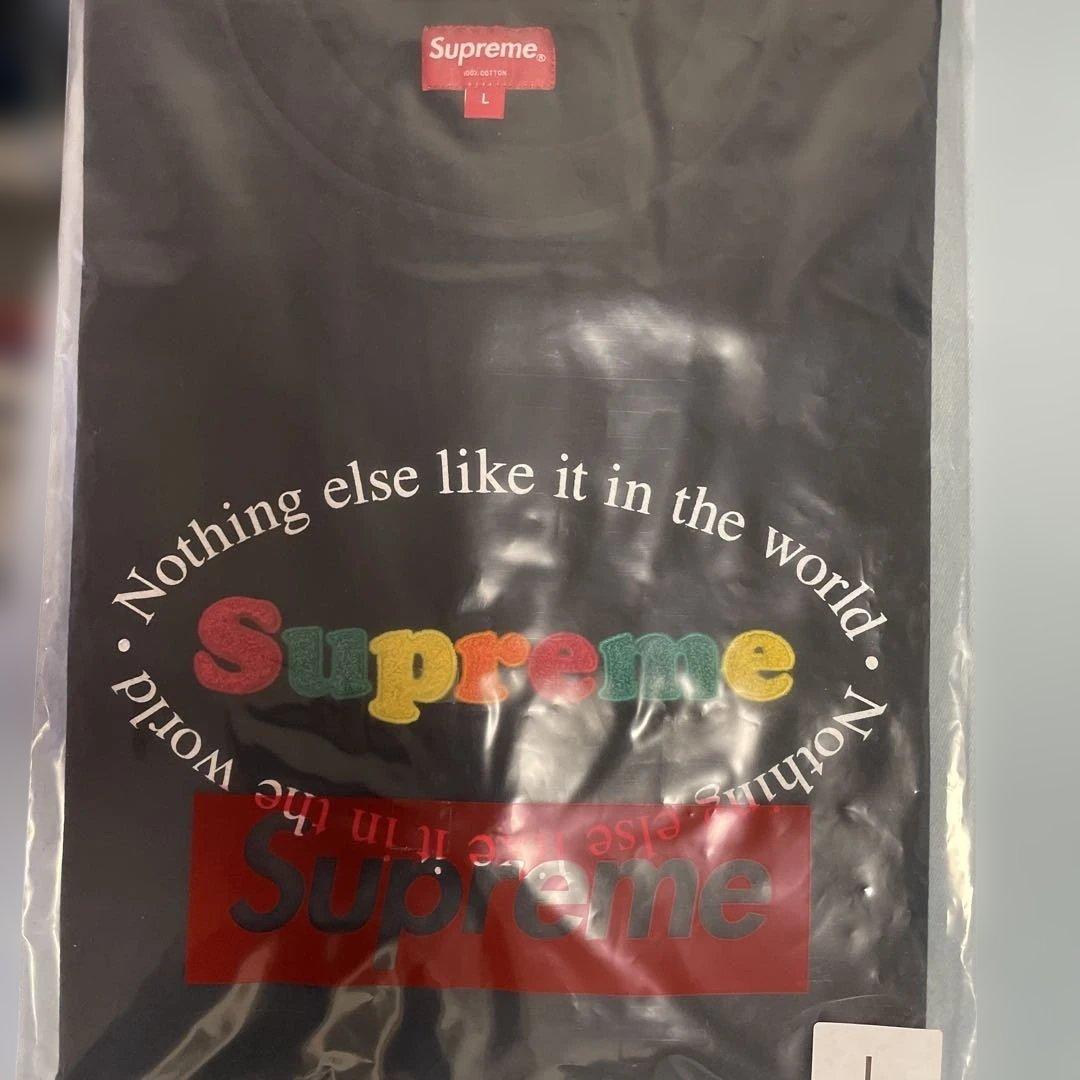 Supreme®
100% COTTON
L
• Nothing else like it in the world • Nothing else like it in the world
Supreme
Supreme
L